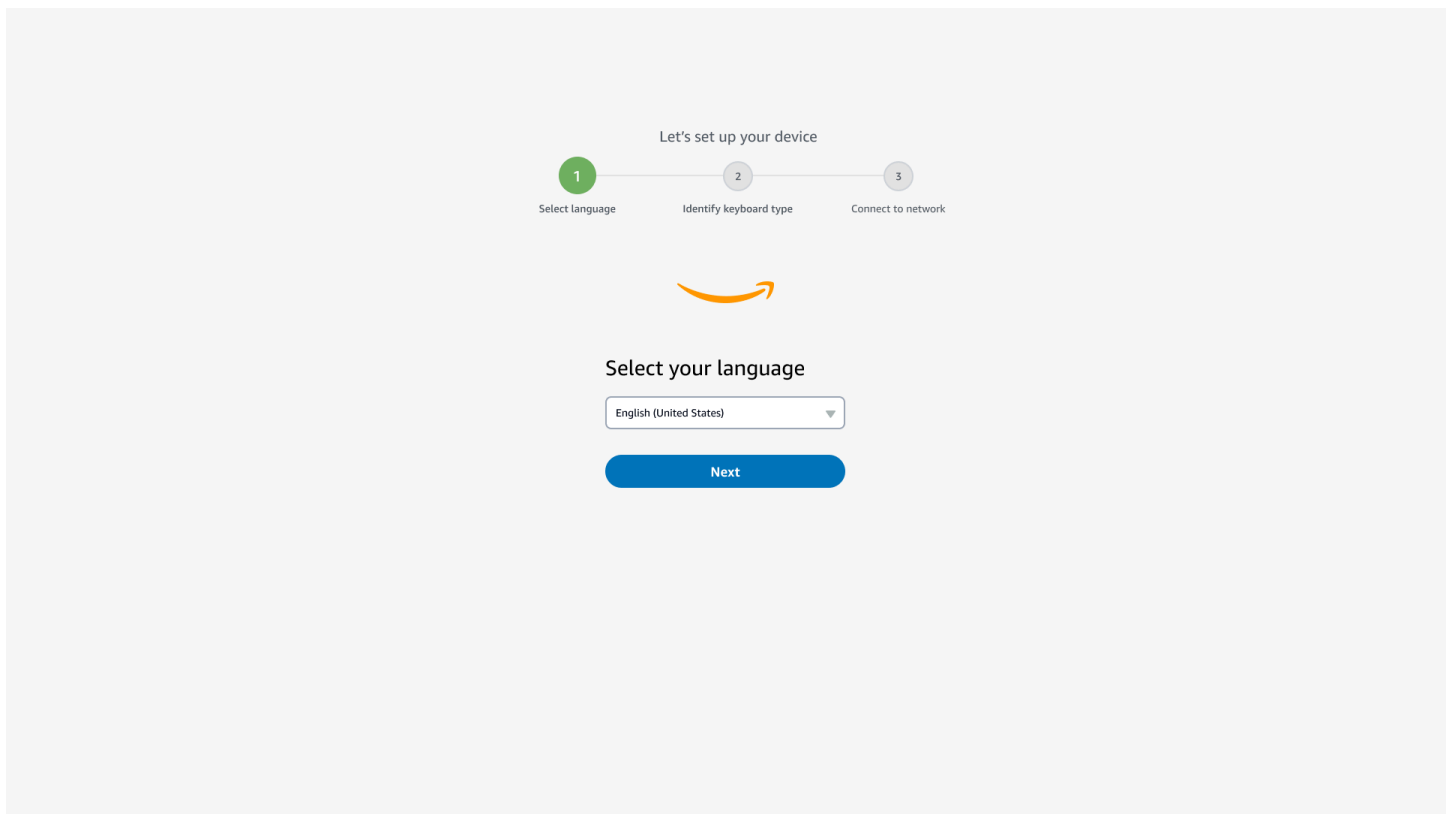 Let’s set up your device
1 2 3
Select language Identify keyboard type Connect to network
Select your language
English (United States)
Next